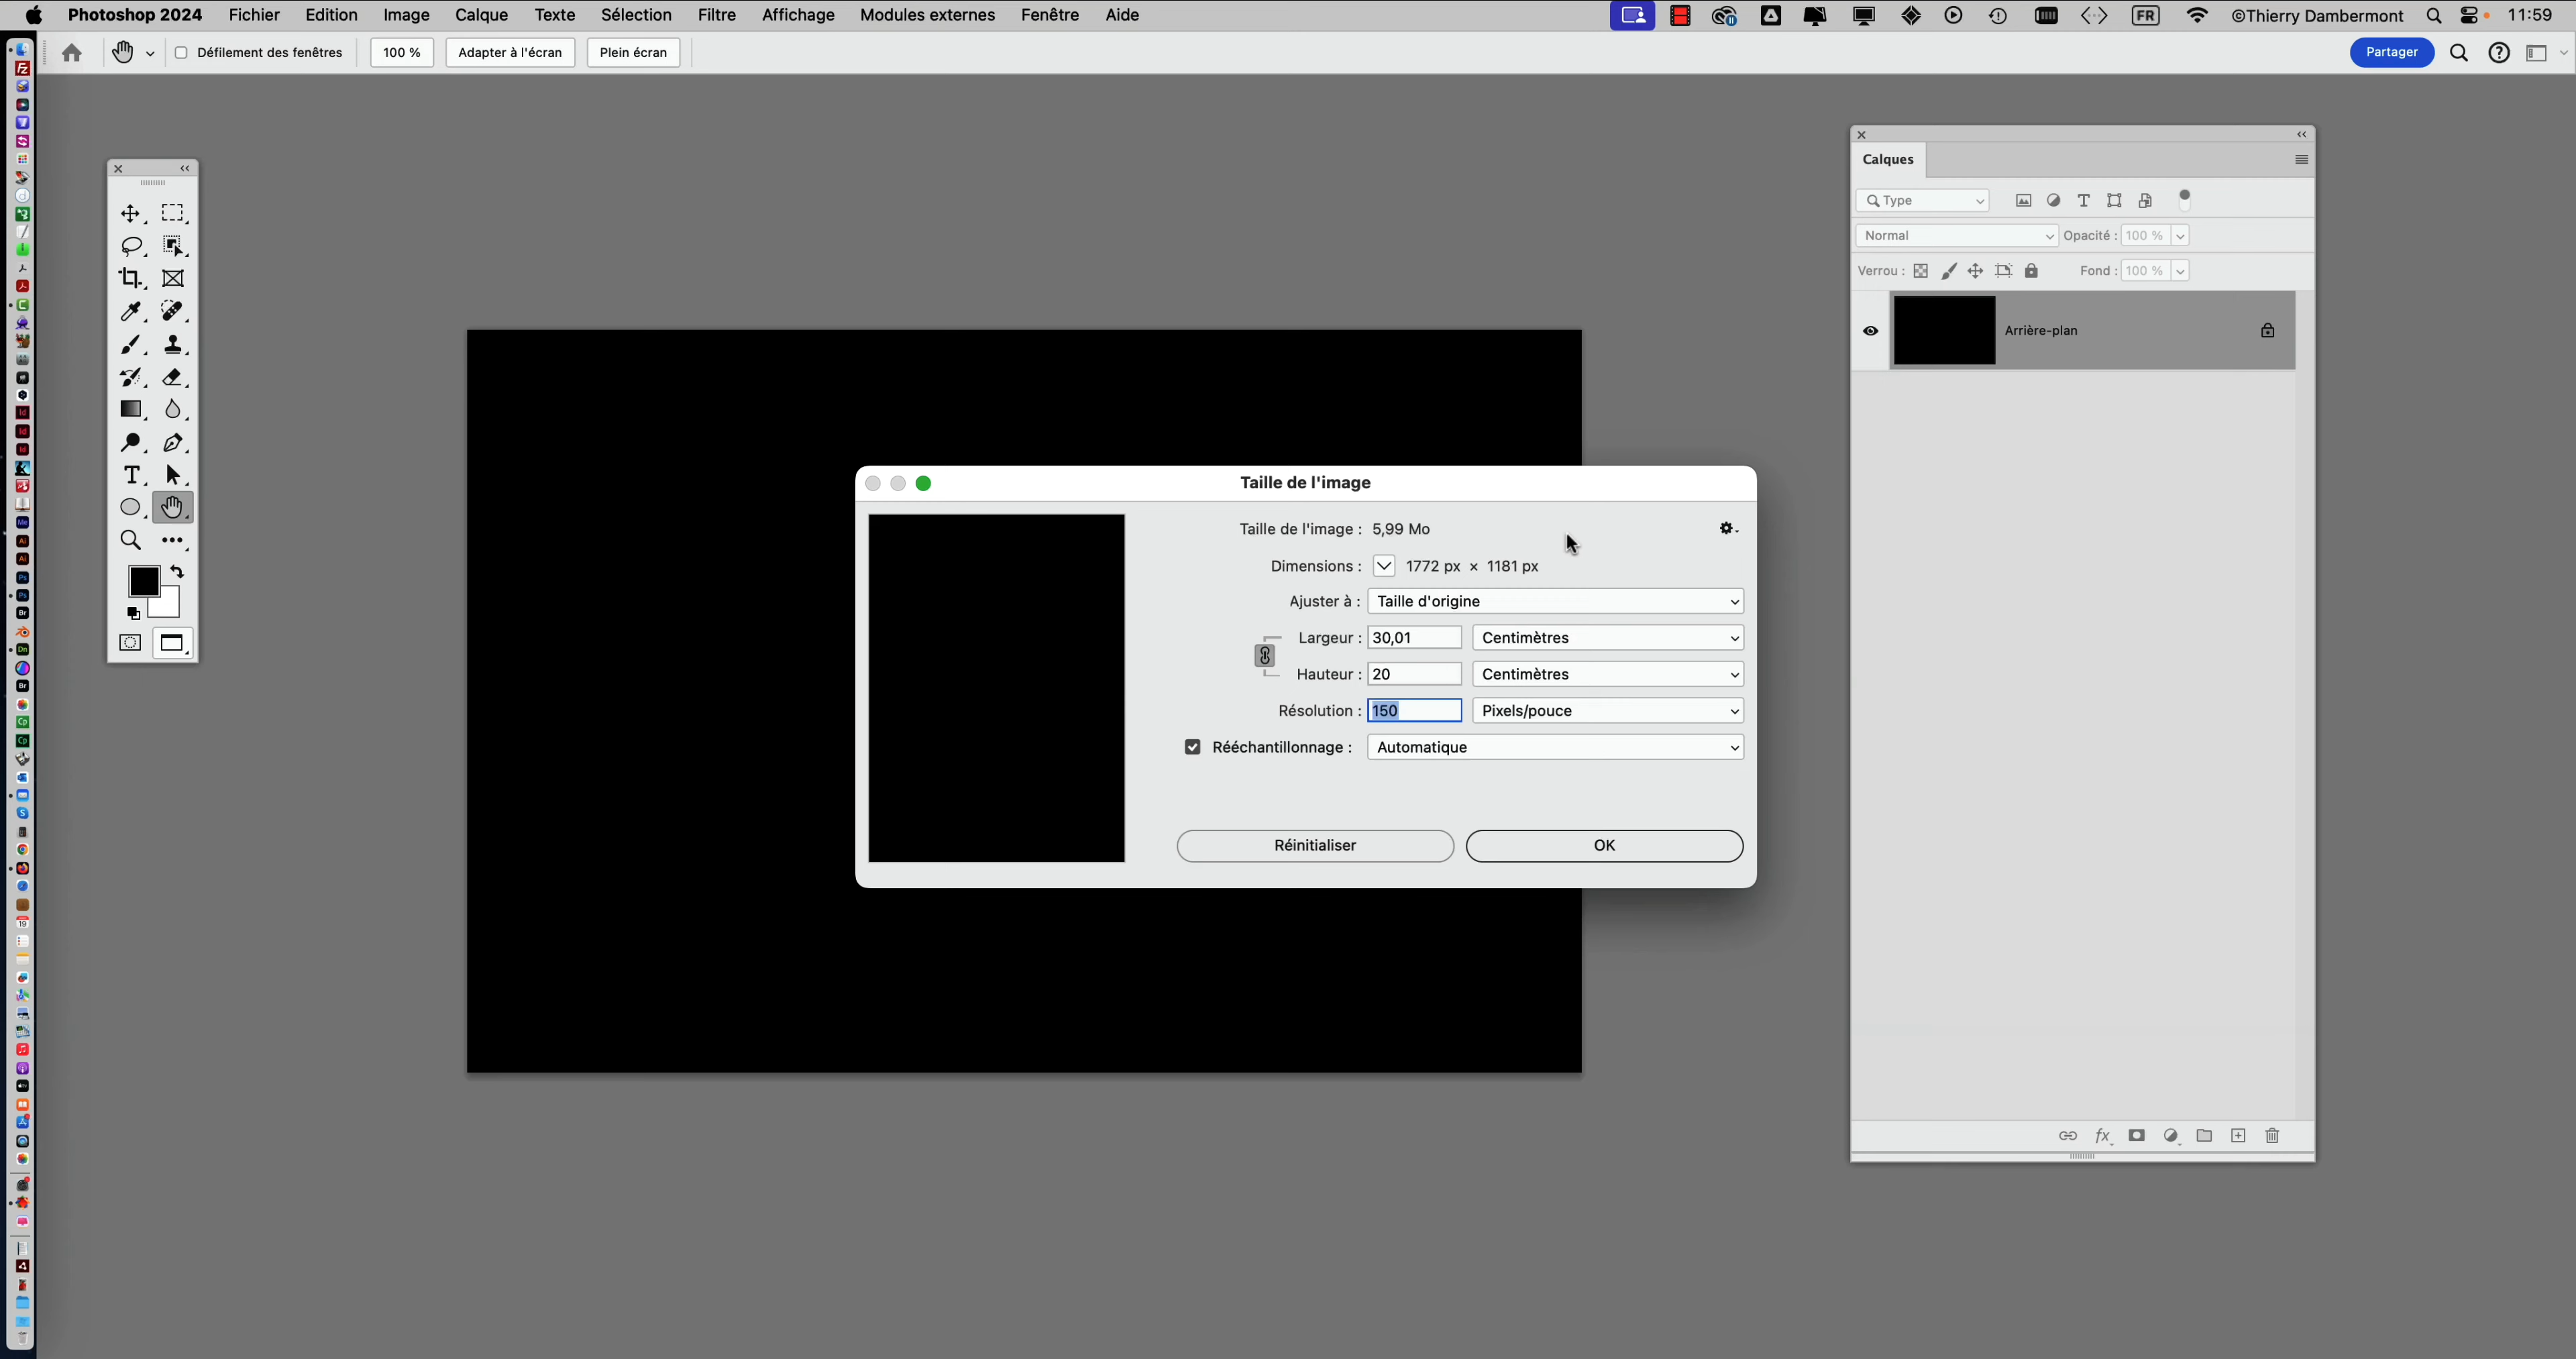 Photoshop 2024 Fichier Edition Image Calque Texte Sélection Filtre Affichage Modules externes Fenêtre Aide FR ©Thierry Dambermont 11:59
Défilement des fenêtres 100 % Adapter à l'écran Plein écran Partager
Calques
Type
Normal Opacité : 100 %
Verrou : Fond : 100 %
Arrière-plan
T
Taille de l'image
Taille de l'image : 5,99 Mo
Dimensions : 1772 px × 1181 px
Ajuster à : Taille d'origine
Largeur : 30,01 Centimètres
Hauteur : 20 Centimètres
Résolution : 150 Pixels/pouce
Rééchantillonnage : Automatique
Réinitialiser OK
fx